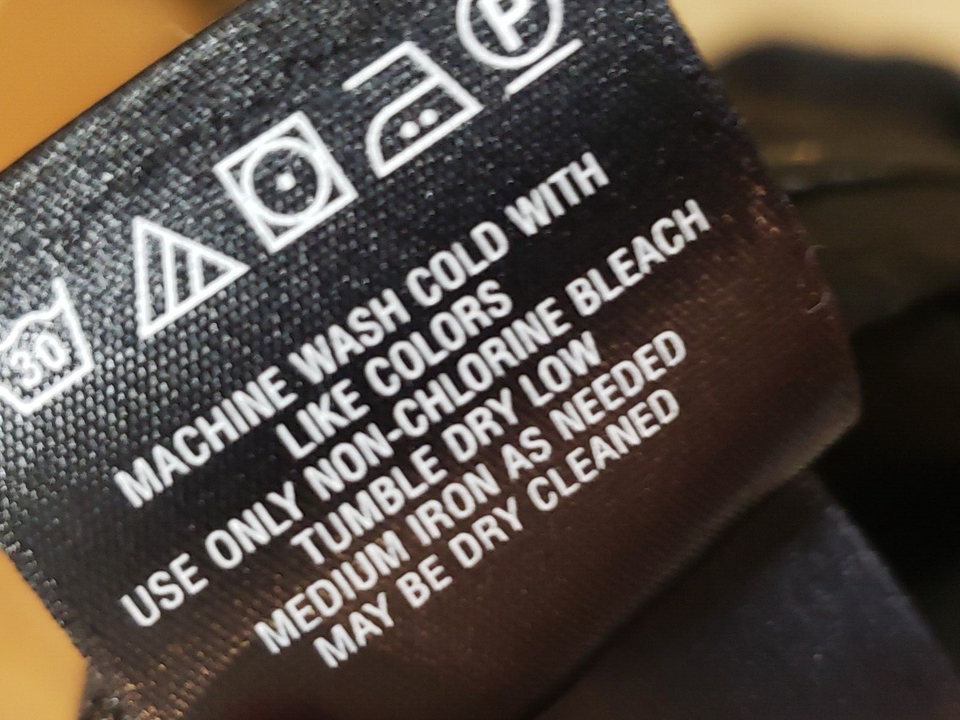 30
P
MACHINE WASH COLD WITH
LIKE COLORS
USE ONLY NON-CHLORINE BLEACH
TUMBLE DRY LOW
MEDIUM IRON AS NEEDED
MAY BE DRY CLEANED